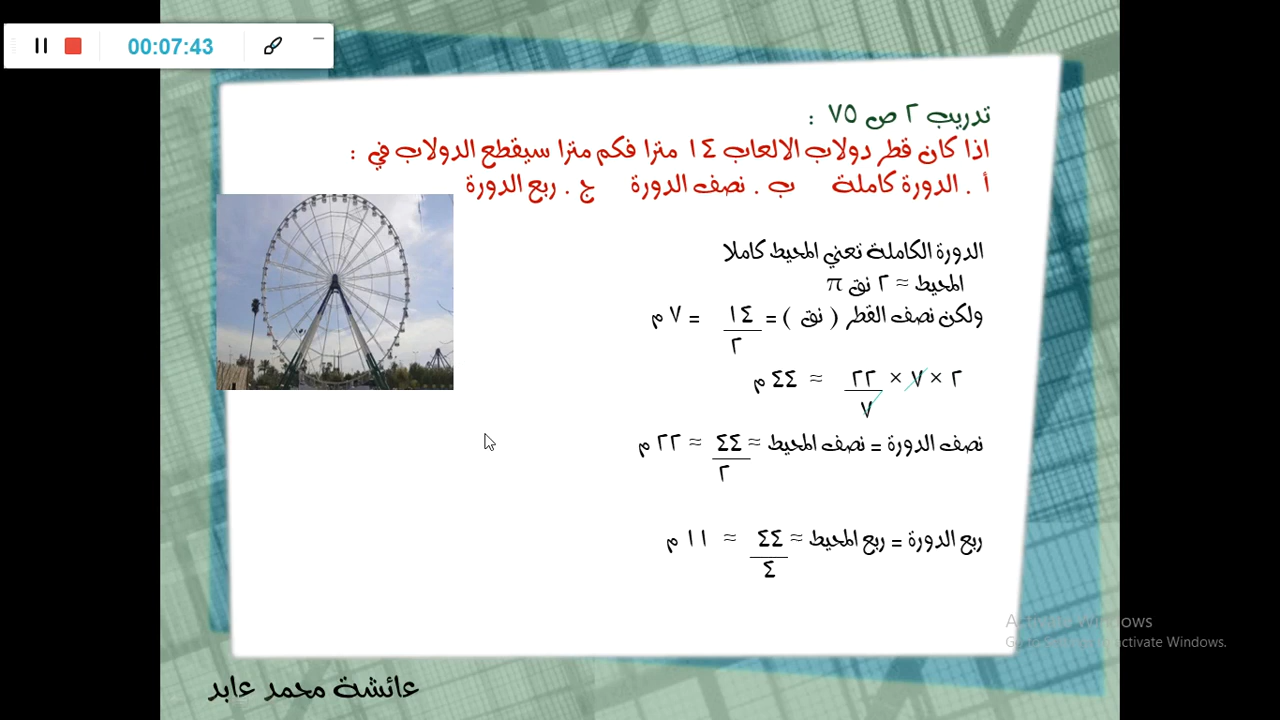 00:07:43
تدريب ٢ ص ٧٥ :
اذا كان قطر دولاب الالعاب ١٤ مترا فكم مترا سيقطع الدولاب في :
أ . الدورة كاملة ب . نصف الدورة ج . ربع الدورة
الدورة الكاملة تعني المحيط كاملا
المحيط ≈ ٢ نق π
ولكن نصف القطر ( نق ) = ١٤/٢ = ٧ م
٢ × ٧ × ٢٢/٧ ≈ ٤٤ م
نصف الدورة = نصف المحيط ≈ ٤٤/٢ ≈ ٢٢ م
ربع الدورة = ربع المحيط ≈ ٤٤/٤ ≈ ١١ م
Activate Windows
عائشة محمد عابد